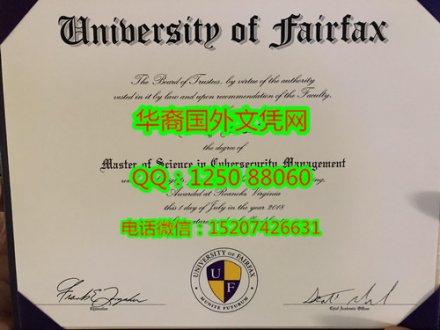 University of Fairfax
The Board of Trustees, by virtue of the authority
vested in it by law and upon recommendation of the Faculty,
华裔国外文凭网
the degree of
Master of Science in Cybersecurity Management
QQ：1250 88060
Awarded at Roanoke, Virginia
this 1 day of July in the year 2018
电话微信：15207426631
UNIVERSITY OF FAIRFAX
U F
MUNITE FUTURUM
Chief Academic Officer